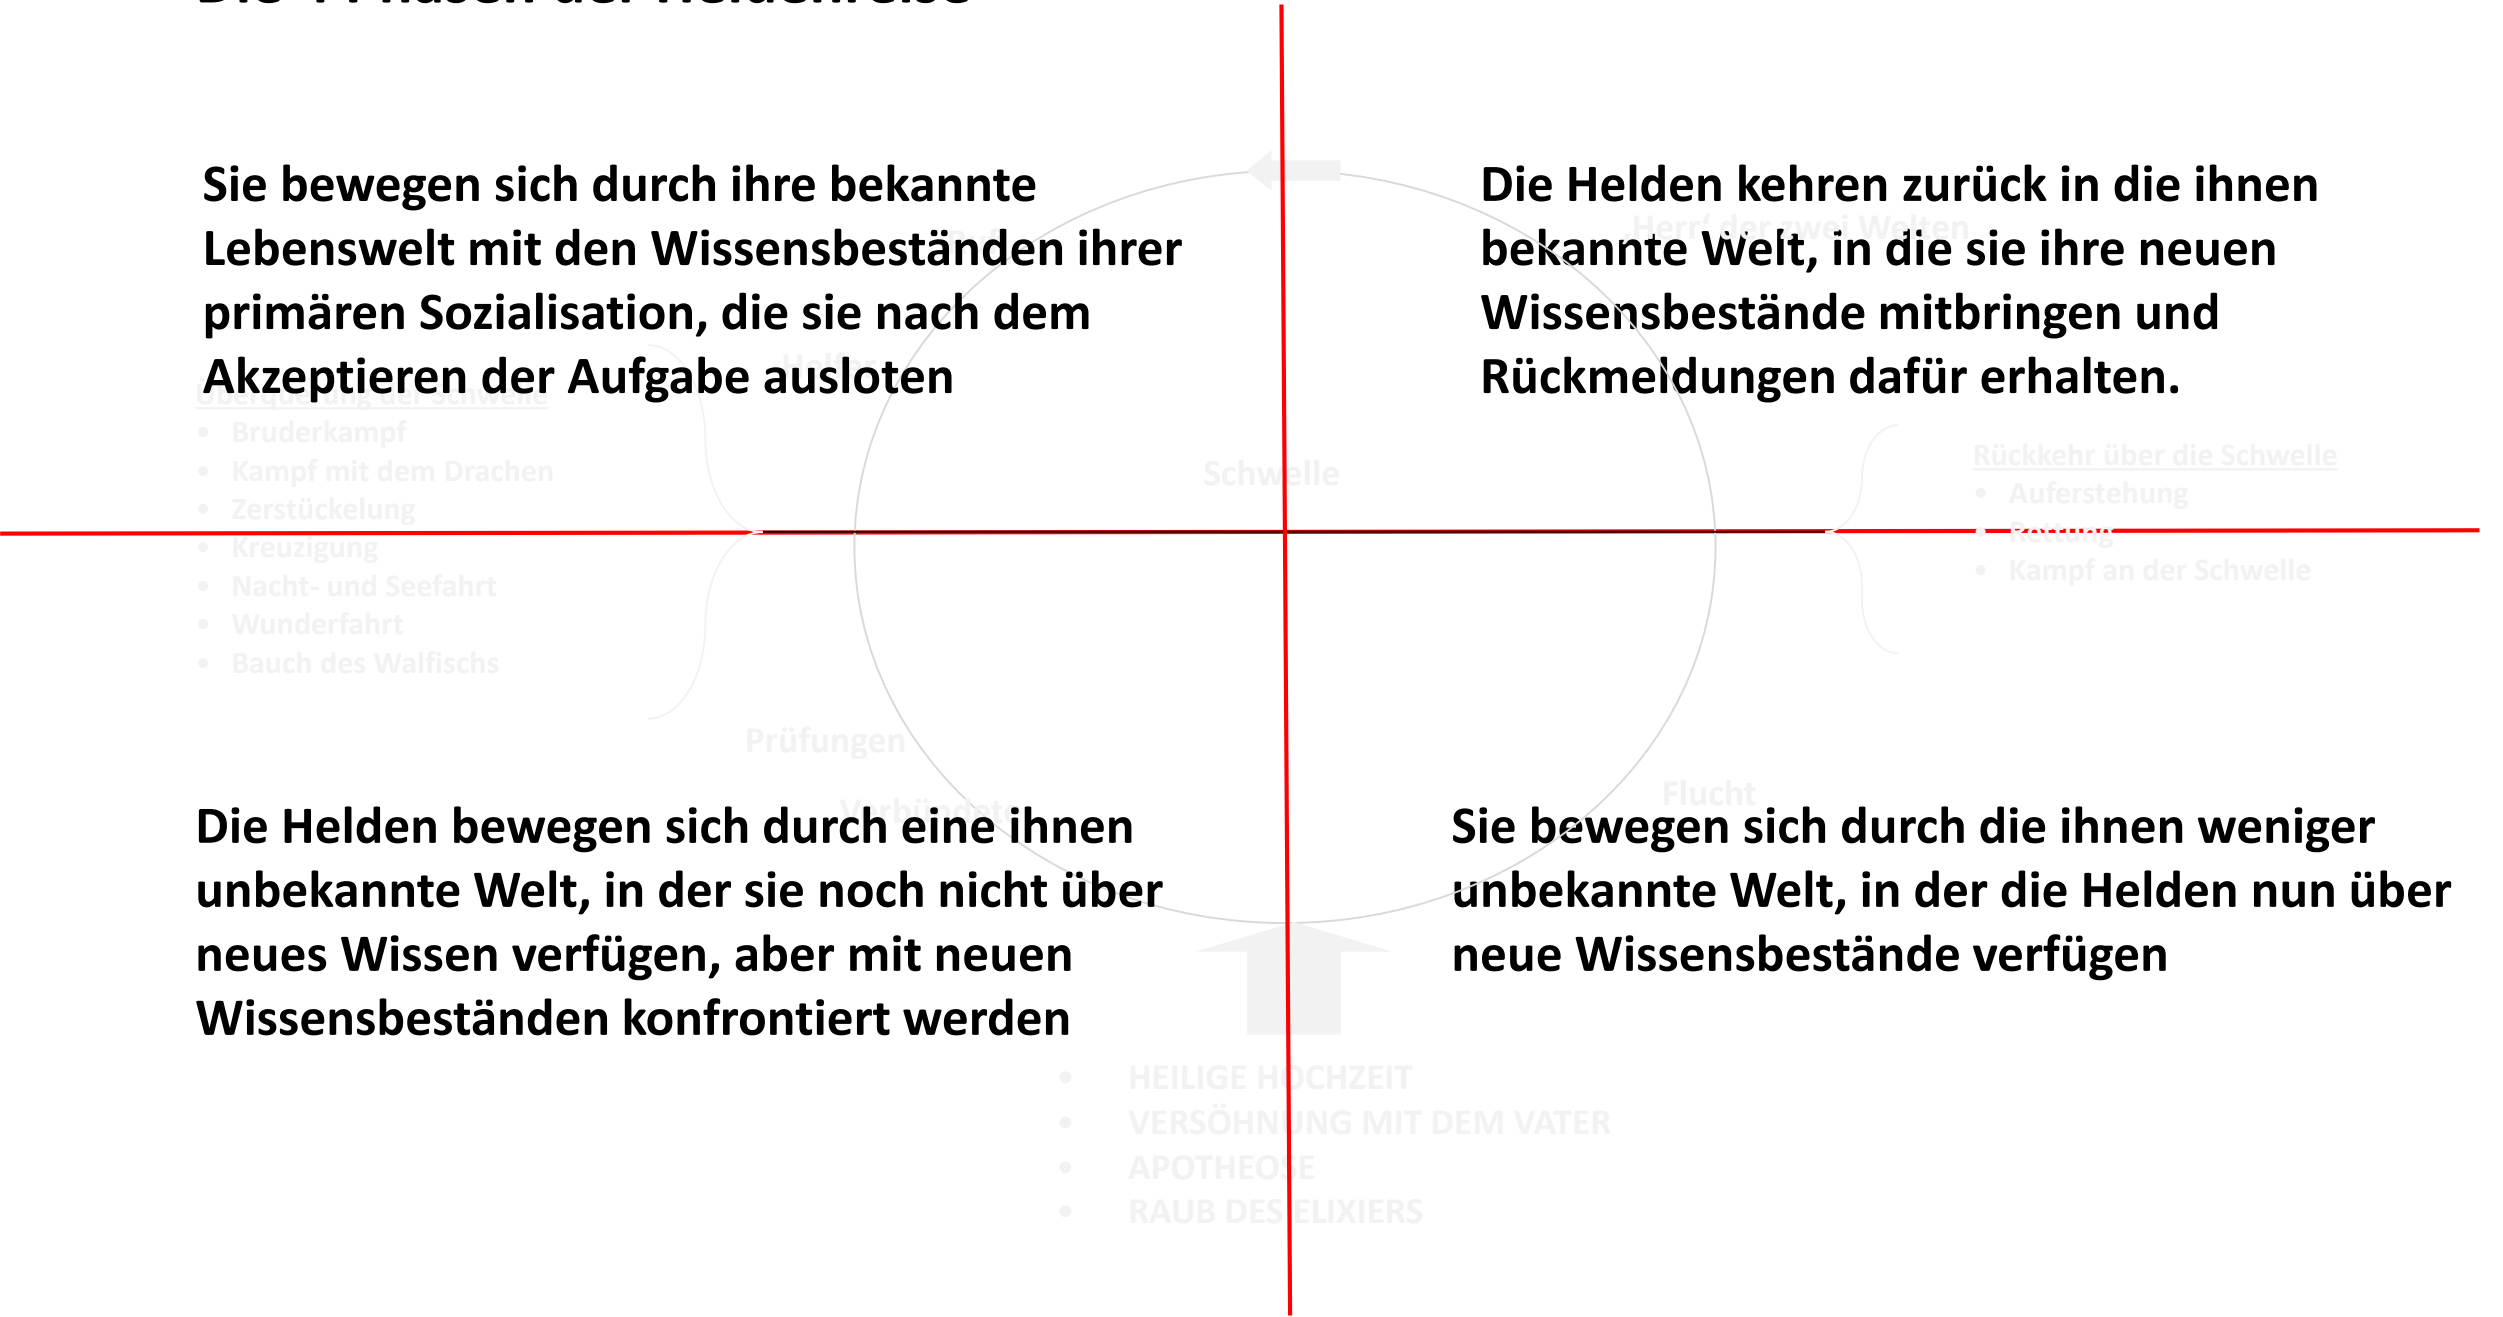 Sie bewegen sich durch ihre bekannte
Lebenswelt mit den Wissensbeständen ihrer
primären Sozialisation, die sie nach dem
Akzeptieren der Aufgabe ausloten
Die Helden kehren zurück in die ihnen
bekannte Welt, in die sie ihre neuen
Wissensbestände mitbringen und
Rückmeldungen dafür erhalten.
‚Herr‘ der zwei Welten
Helfer
Überquerung der Schwelle
• Bruderkampf
• Kampf mit dem Drachen
• Zerstückelung
• Kreuzigung
• Nacht- und Seefahrt
• Wunderfahrt
• Bauch des Walfischs
Schwelle
Rückkehr über die Schwelle
• Auferstehung
• Rettung
• Kampf an der Schwelle
Prüfungen
Verbündete
Flucht
Die Helden bewegen sich durch eine ihnen
unbekannte Welt, in der sie noch nicht über
neues Wissen verfügen, aber mit neuen
Wissensbeständen konfrontiert werden
Sie bewegen sich durch die ihnen weniger
unbekannte Welt, in der die Helden nun über
neue Wissensbestände verfügen
• HEILIGE HOCHZEIT
• VERSÖHNUNG MIT DEM VATER
• APOTHEOSE
• RAUB DES ELIXIERS